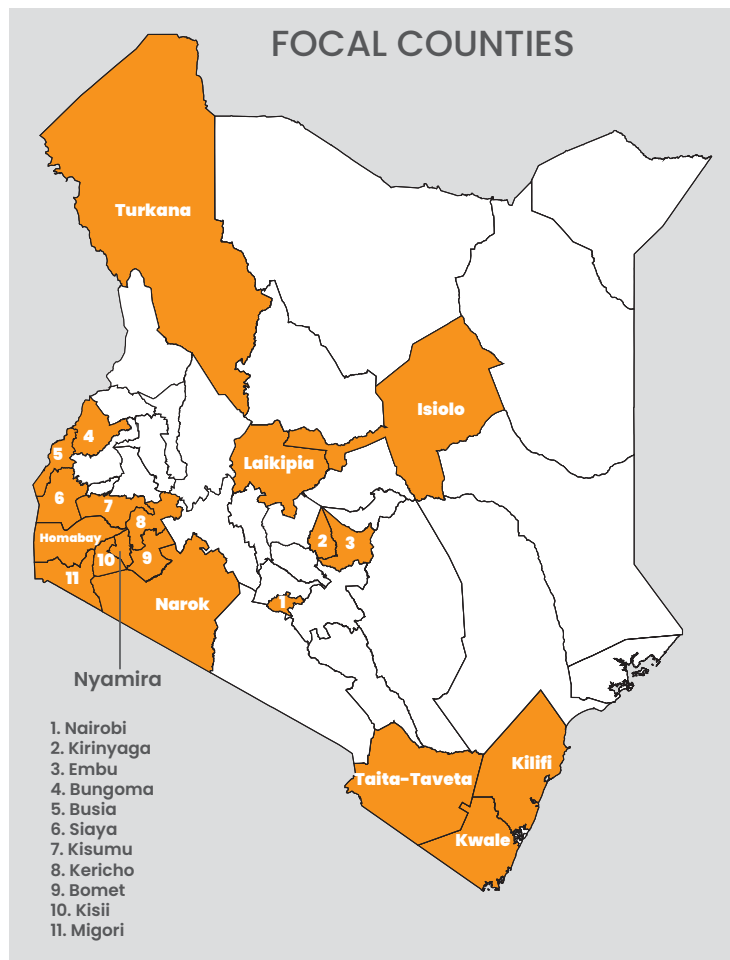 FOCAL COUNTIES
Turkana
Isiolo
4
Laikipia
5
6
7
8
Homabay
2
3
10
9
11
Narok
1
Nyamira
1. Nairobi
2. Kirinyaga
3. Embu
4. Bungoma
5. Busia
6. Siaya
7. Kisumu
8. Kericho
9. Bomet
10. Kisii
11. Migori
Kilifi
Taita-Taveta
Kwale